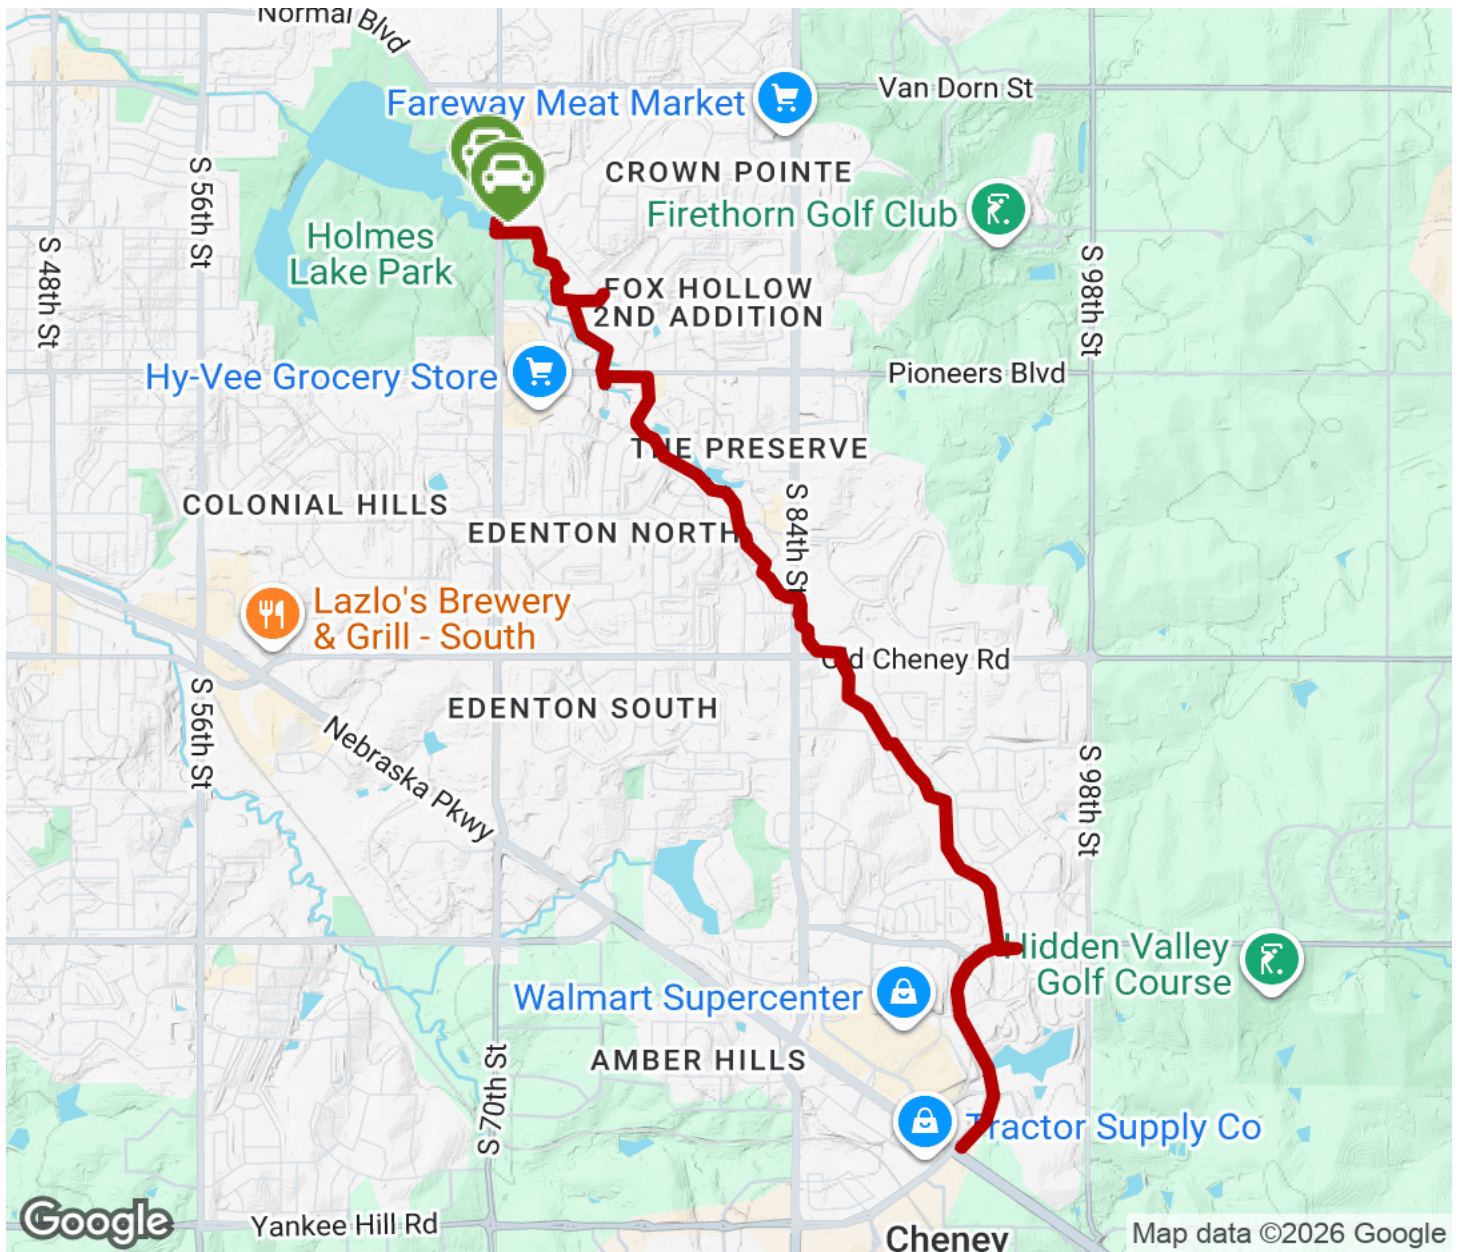 Normal Blvd
Fareway Meat Market
Van Dorn St
CROWN POINTE
S 56th St
Firethorn Golf Club
Holmes
Lake Park
S 48th St
S 98th St
FOX HOLLOW
2ND ADDITION
Hy-Vee Grocery Store
Pioneers Blvd
THE PRESERVE
COLONIAL HILLS
S 84th St
EDENTON NORTH
Lazlo's Brewery
& Grill - South
Old Cheney Rd
S 56th St
EDENTON SOUTH
Nebraska Pkwy
S 98th St
Hidden Valley
Golf Course
Walmart Supercenter
AMBER HILLS
S 70th St
Tractor Supply Co
Google
Yankee Hill Rd
Cheney
Map data ©2026 Google